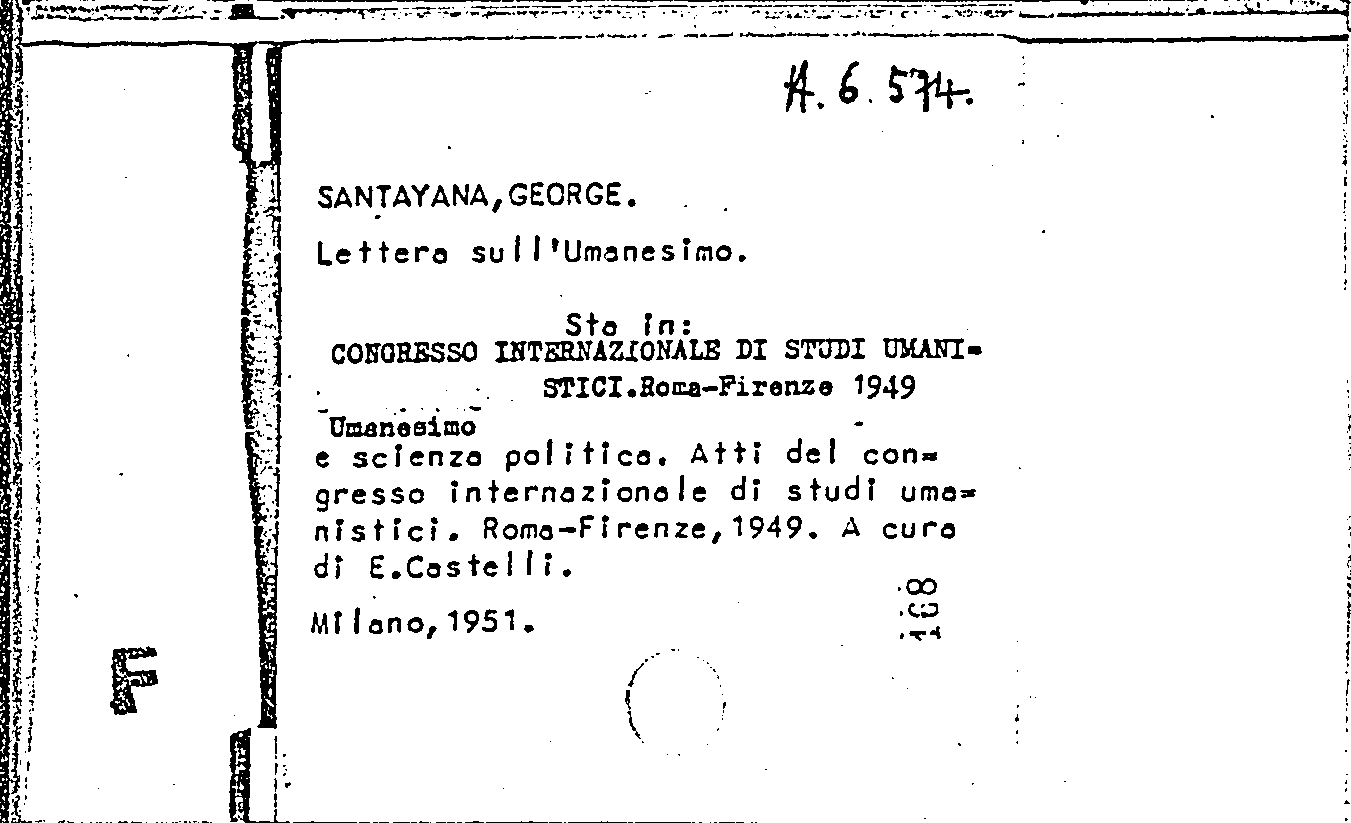 A. 6. 574.
SANTAYANA,GEORGE.
Lettera sull'Umanesimo.
Sta in:
CONGRESSO INTERNAZIONALE DI STUDI UMANI=
STICI.Roma-Firenze 1949
Umanesimo
e scienza politica. Atti del con=
gresso internazionale di studi uma=
nistici. Roma-Firenze,1949. A cura
di E.Castelli.
Milano,1951.
F